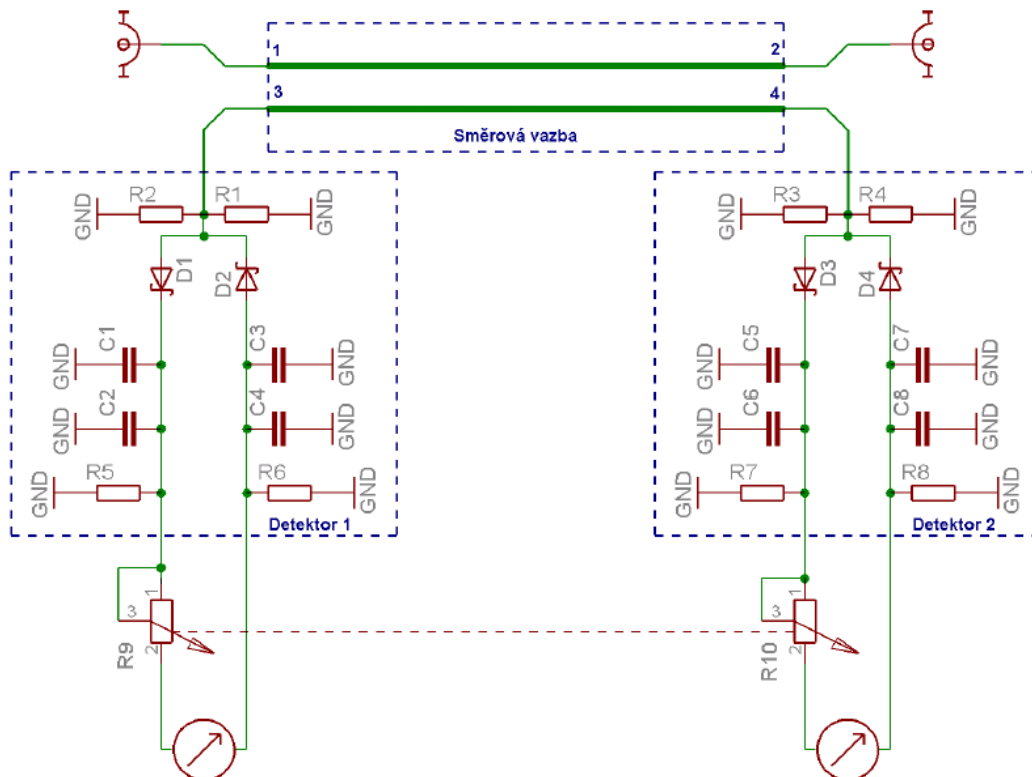 1
2
3
4
Směrová vazba
GND
R2
R1
GND
GND
R3
R4
GND
D1
D2
D3
D4
GND
C1
C3
GND
GND
C5
C7
GND
GND
C2
C4
GND
GND
C6
C8
GND
GND
R5
R6
GND
GND
R7
R8
GND
Detektor 1
Detektor 2
1
3
2
R9
1
3
2
R10